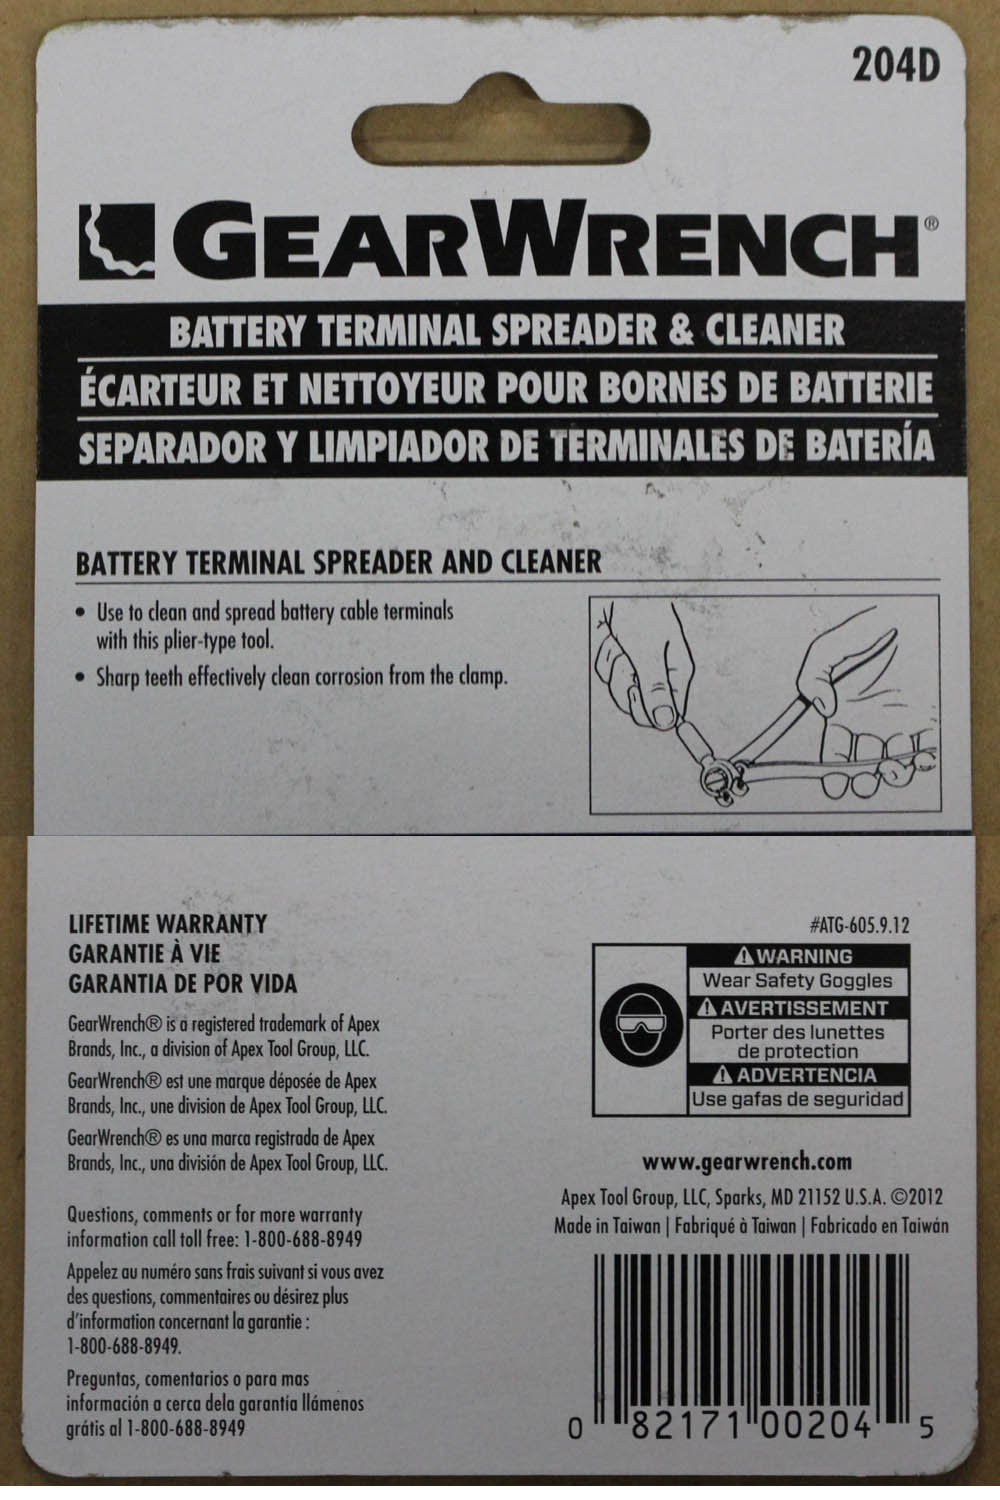 204D
GEARWRENCH®
BATTERY TERMINAL SPREADER & CLEANER
ÉCARTEUR ET NETTOYEUR POUR BORNES DE BATTERIE
SEPARADOR Y LIMPIADOR DE TERMINALES DE BATERÍA
BATTERY TERMINAL SPREADER AND CLEANER
• Use to clean and spread battery cable terminals
with this plier-type tool.
• Sharp teeth effectively clean corrosion from the clamp.
LIFETIME WARRANTY
GARANTIE À VIE
GARANTIA DE POR VIDA
GearWrench® is a registered trademark of Apex
Brands, Inc., a division of Apex Tool Group, LLC.
GearWrench® est une marque déposée de Apex
Brands, Inc., une division de Apex Tool Group, LLC.
GearWrench® es una marca registrada de Apex
Brands, Inc., una división de Apex Tool Group, LLC.
Questions, comments or for more warranty
information call toll free: 1-800-688-8949
Appelez au numéro sans frais suivant si vous avez
des questions, commentaires ou désirez plus
d'information concernant la garantie :
1-800-688-8949.
Preguntas, comentarios o para mas
información a cerca dela garantía llámenos
grátis al 1-800-688-8949
#ATG-605.9.12
⚠ WARNING
Wear Safety Goggles
⚠ AVERTISSEMENT
Porter des lunettes
de protection
⚠ ADVERTENCIA
Use gafas de seguridad
www.gearwrench.com
Apex Tool Group, LLC, Sparks, MD 21152 U.S.A. ©2012
Made in Taiwan | Fabriqué à Taiwan | Fabricado en Taiwán
0 82171 00204 5